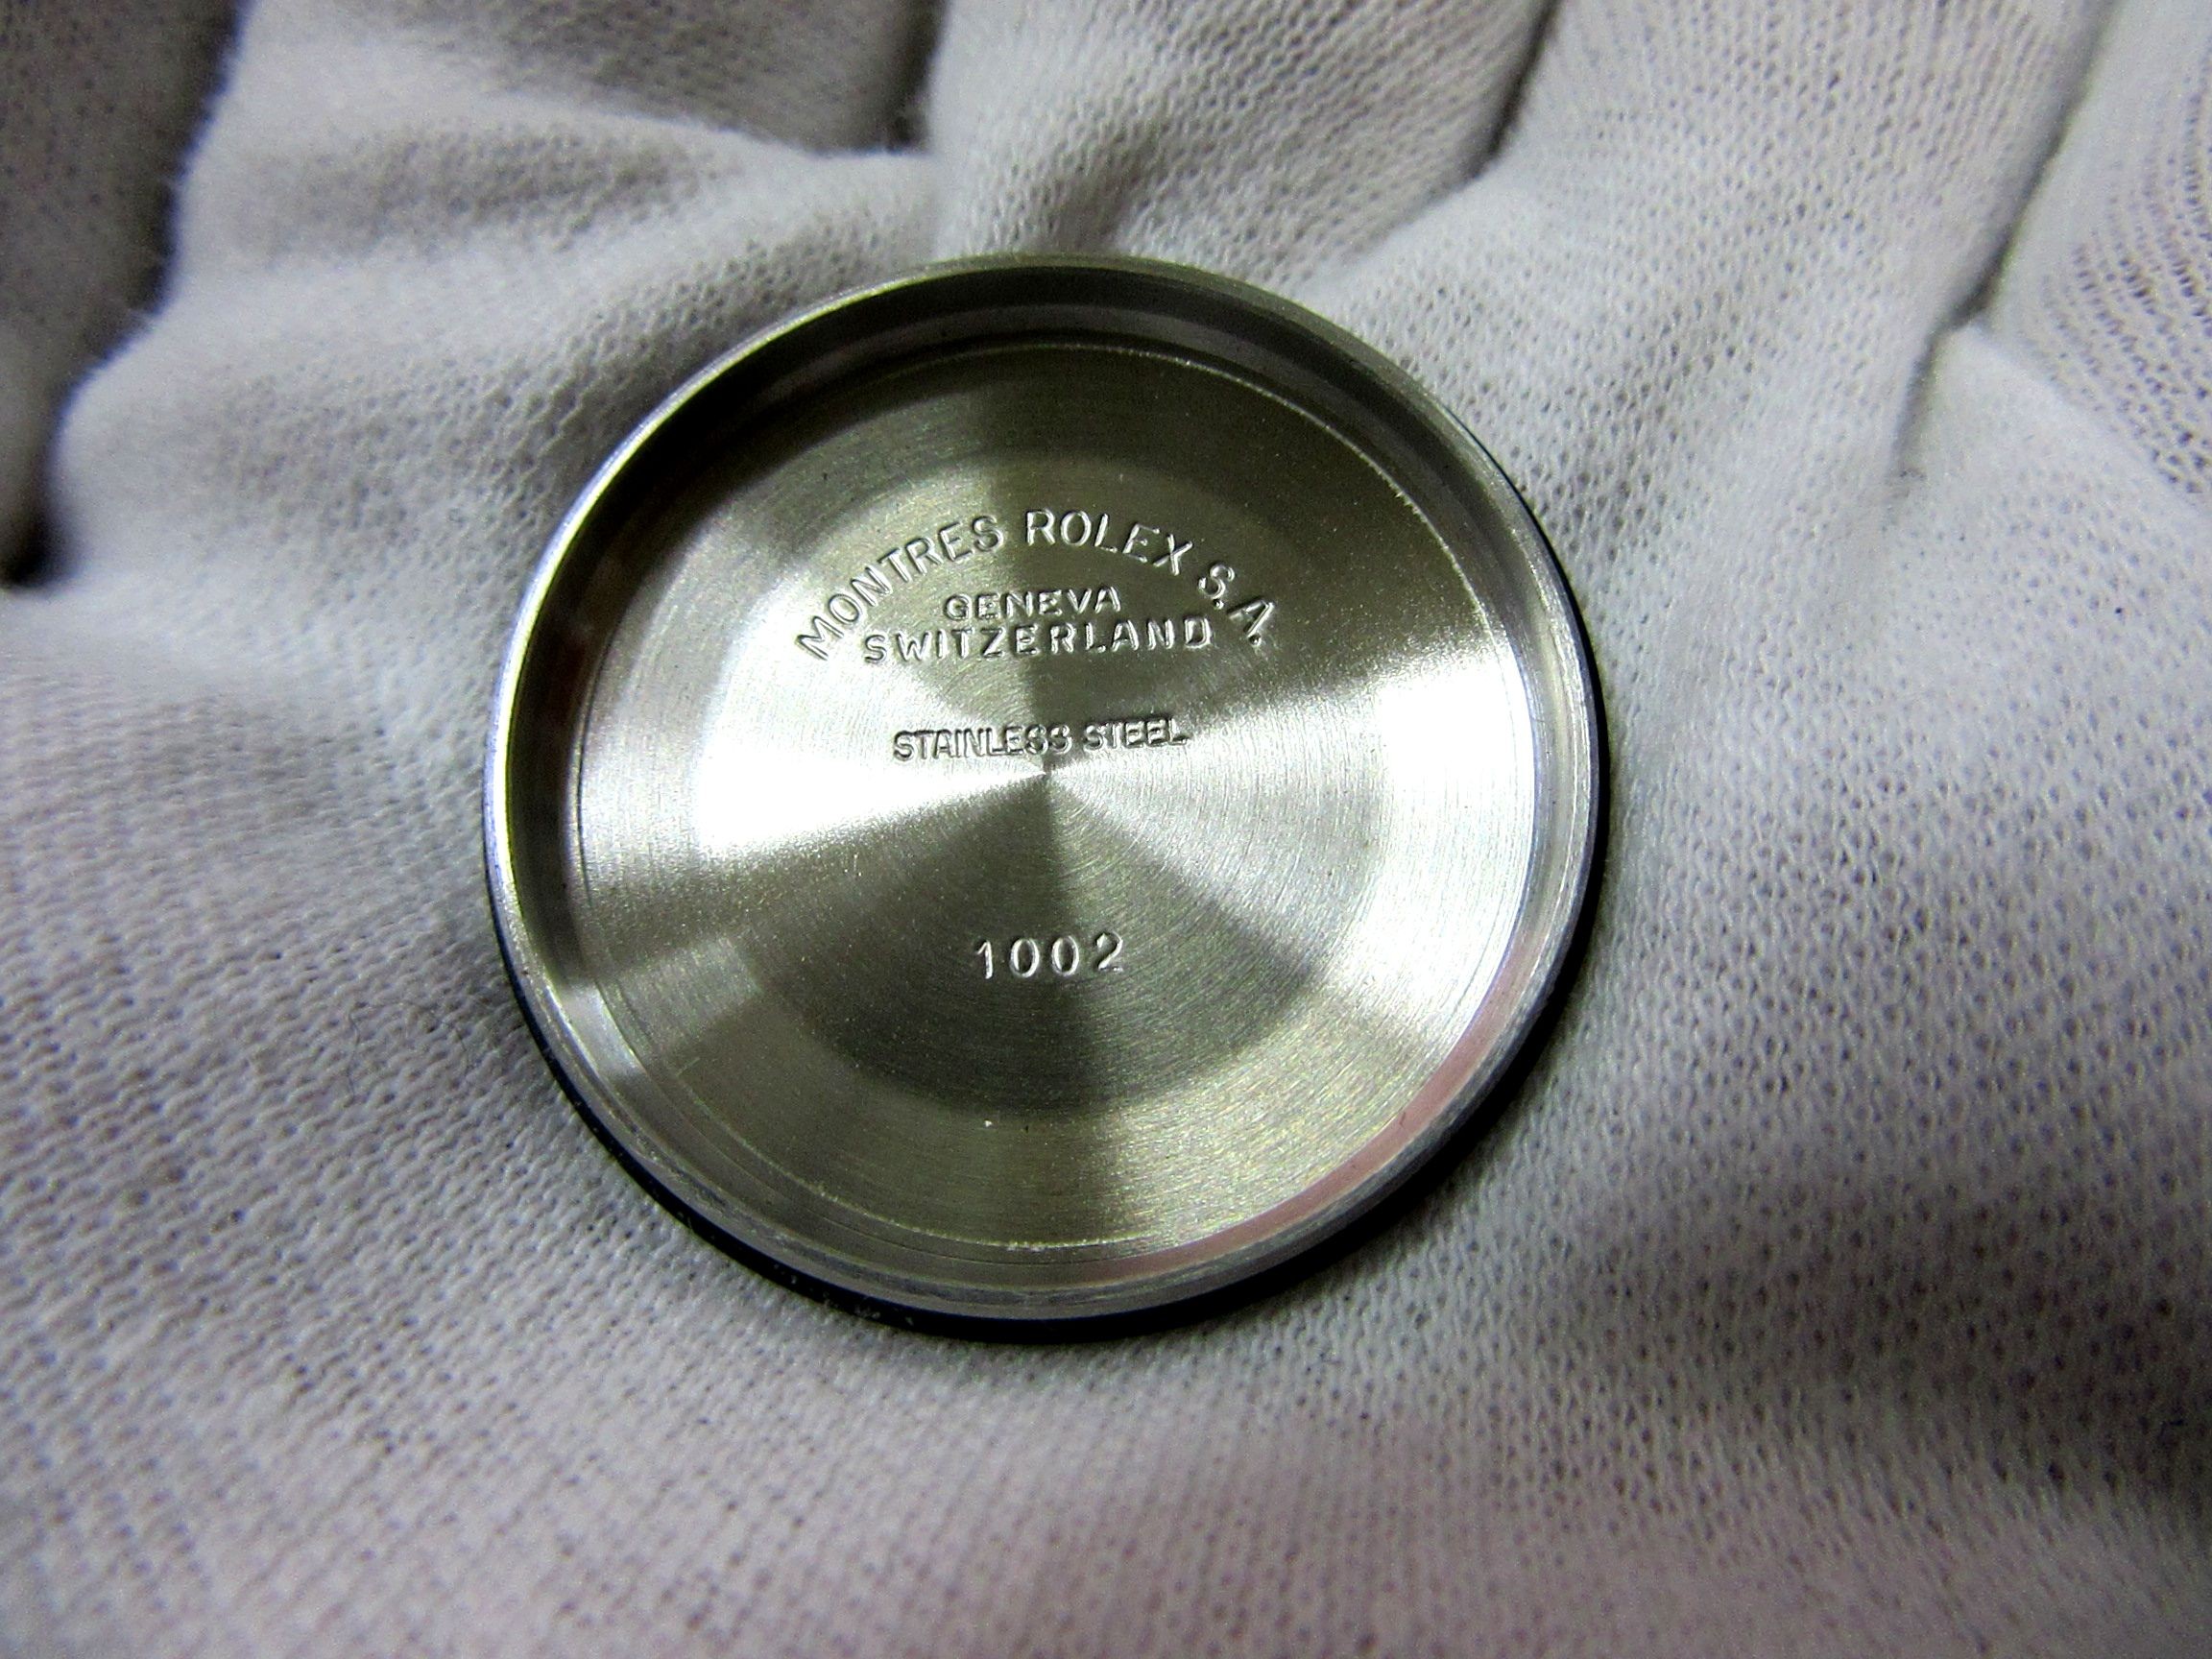 MONTRES ROLEX S.A.
GENEVA
SWITZERLAND
STAINLESS STEEL
1002